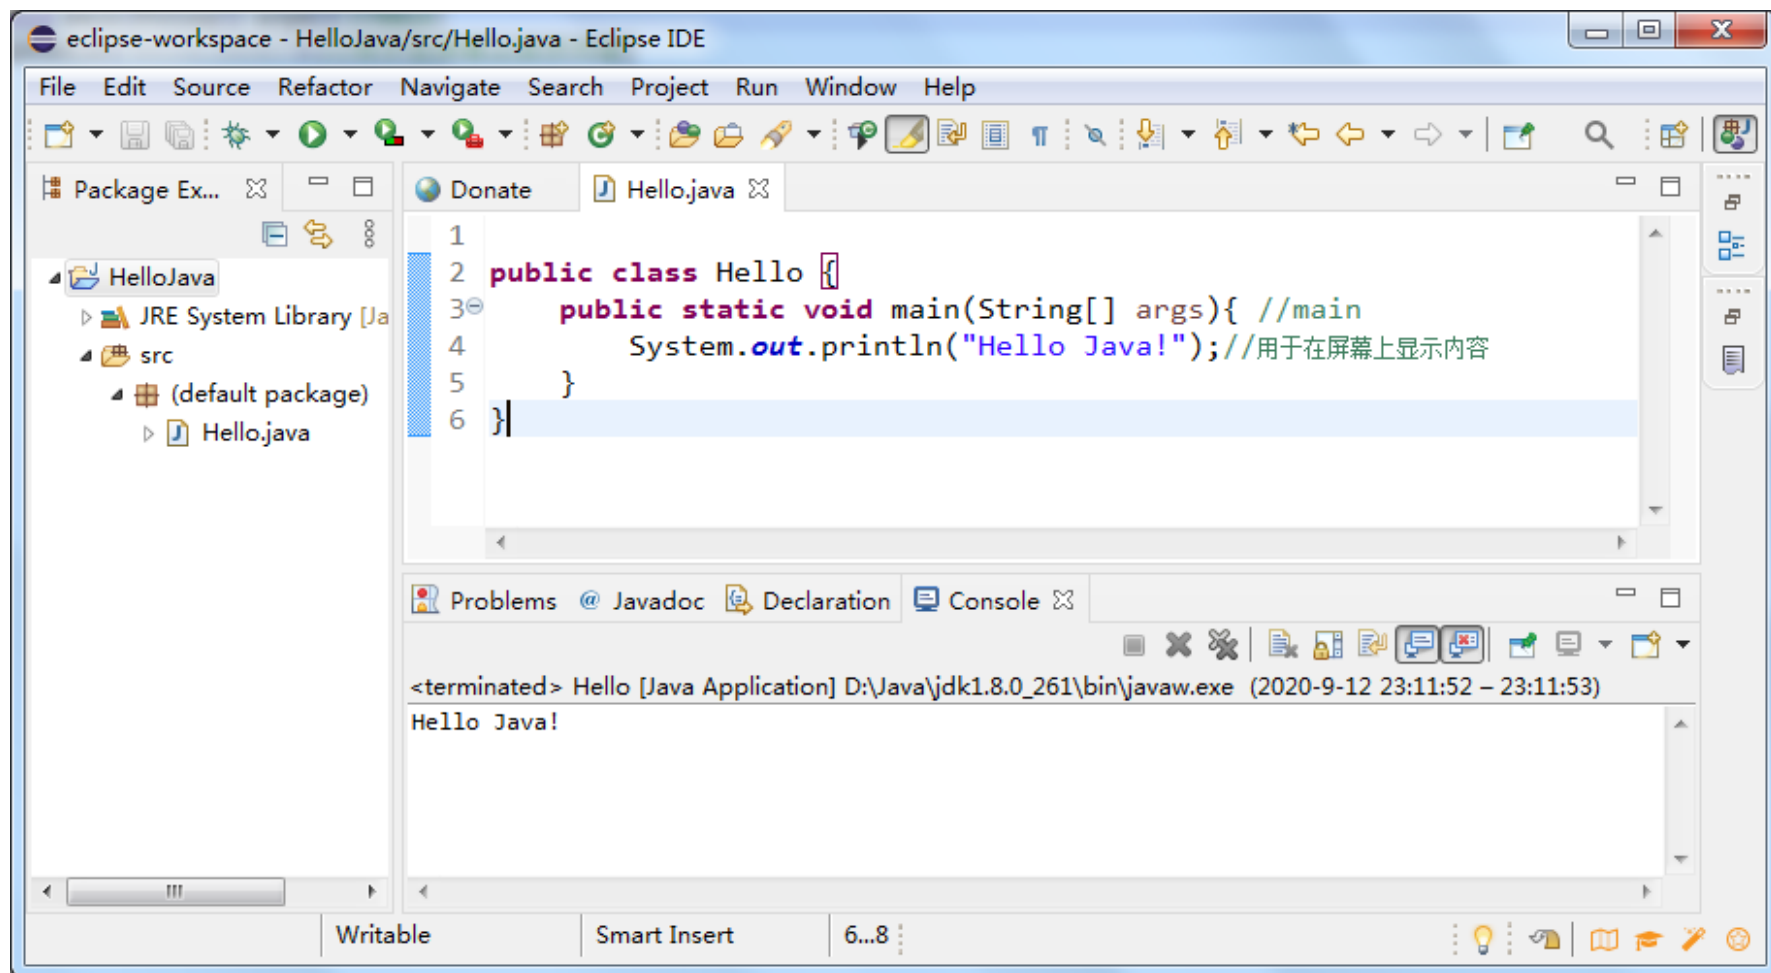 eclipse-workspace - HelloJava/src/Hello.java - Eclipse IDE
File Edit Source Refactor Navigate Search Project Run Window Help
Package Ex...
HelloJava
JRE System Library [Ja
src
(default package)
Hello.java
Donate Hello.java
1
2 public class Hello {
3 public static void main(String[] args){ //main
4 System.out.println("Hello Java!");//用于在屏幕上显示内容
5 }
6 }
Problems @ Javadoc Declaration Console
<terminated> Hello [Java Application] D:\Java\jdk1.8.0_261\bin\javaw.exe (2020-9-12 23:11:52 – 23:11:53)
Hello Java!
Writable Smart Insert 6...8